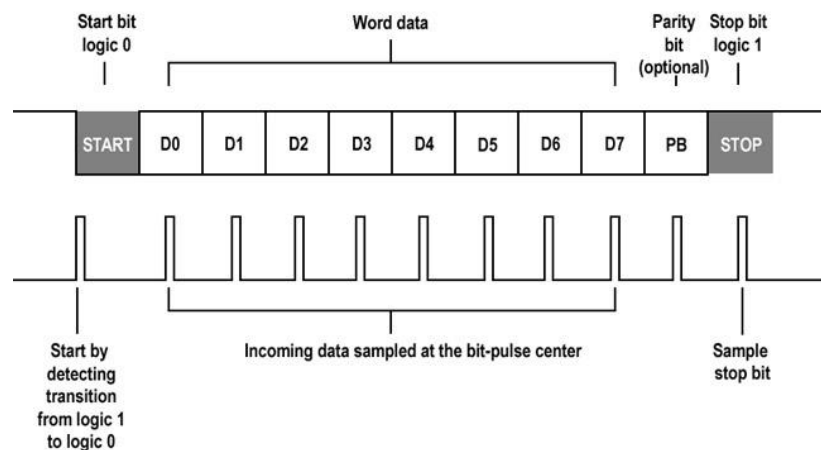 Start bit
logic 0
Word data
Parity
bit
(optional)
Stop bit
logic 1
START D0 D1 D2 D3 D4 D5 D6 D7 PB STOP
Start by
detecting
transition
from logic 1
to logic 0
Incoming data sampled at the bit-pulse center
Sample
stop bit